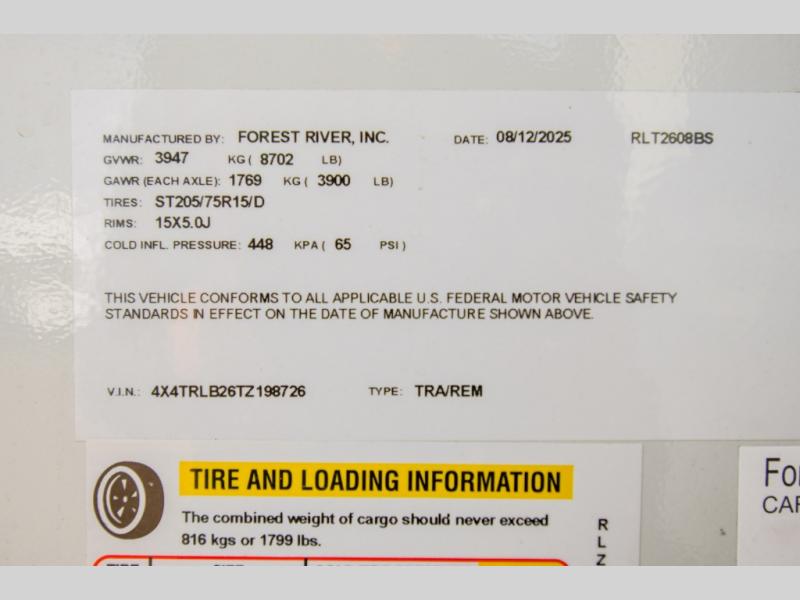 MANUFACTURED BY: FOREST RIVER, INC. DATE: 08/12/2025 RLT2608BS
GVWR: 3947 KG ( 8702 LB)
GAWR (EACH AXLE): 1769 KG ( 3900 LB)
TIRES: ST205/75R15/D
RIMS: 15X5.0J
COLD INFL. PRESSURE: 448 KPA ( 65 PSI )
THIS VEHICLE CONFORMS TO ALL APPLICABLE U.S. FEDERAL MOTOR VEHICLE SAFETY
STANDARDS IN EFFECT ON THE DATE OF MANUFACTURE SHOWN ABOVE.
V.I.N.: 4X4TRLB26TZ198726 TYPE: TRA/REM
TIRE AND LOADING INFORMATION
The combined weight of cargo should never exceed
816 kgs or 1799 lbs.
R
L
Z
For
CAR